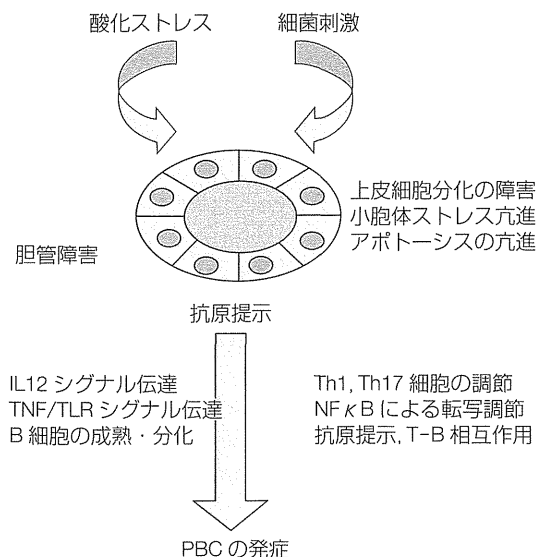 酸化ストレス
細菌刺激
上皮細胞分化の障害
小胞体ストレス亢進
アポトーシスの亢進
胆管障害
抗原提示
IL12 シグナル伝達
TNF/TLR シグナル伝達
B 細胞の成熟・分化
Th1, Th17 細胞の調節
NFκB による転写調節
抗原提示, T-B 相互作用
PBC の発症